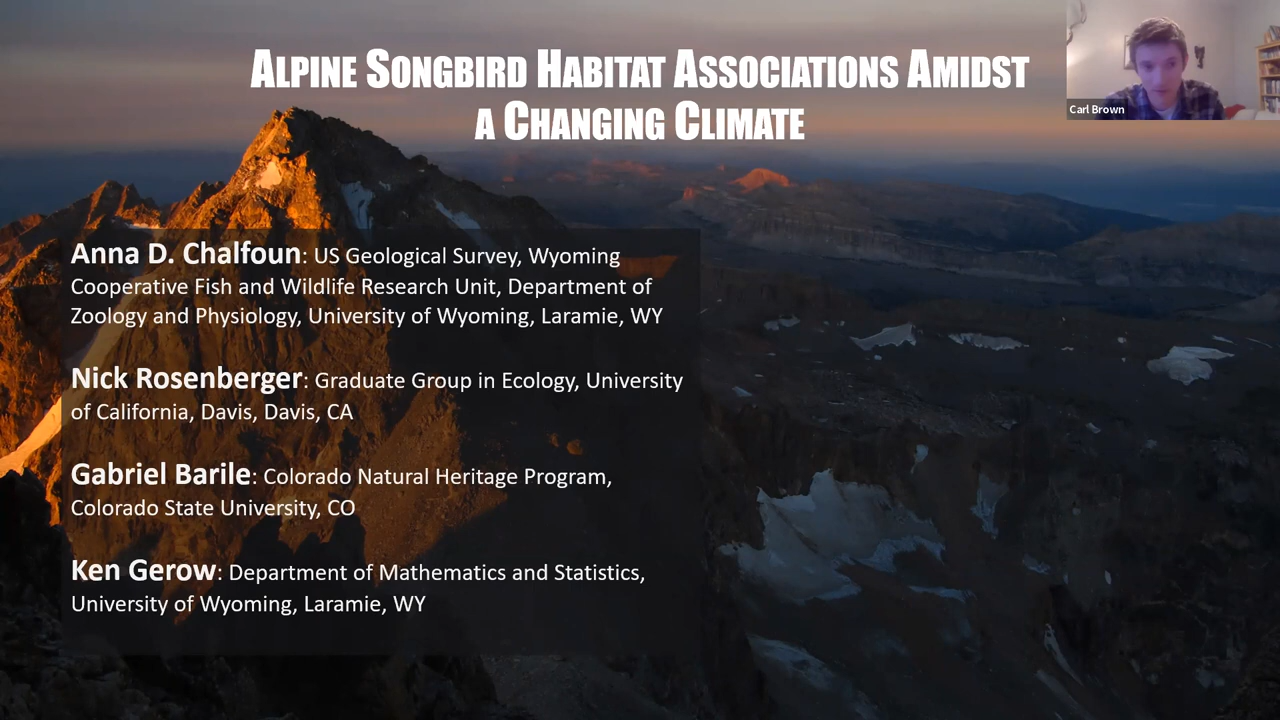 ALPINE SONGBIRD HABITAT ASSOCIATIONS AMIDST
A CHANGING CLIMATE
Carl Brown
Anna D. Chalfoun: US Geological Survey, Wyoming
Cooperative Fish and Wildlife Research Unit, Department of
Zoology and Physiology, University of Wyoming, Laramie, WY
Nick Rosenberger: Graduate Group in Ecology, University
of California, Davis, Davis, CA
Gabriel Barile: Colorado Natural Heritage Program,
Colorado State University, CO
Ken Gerow: Department of Mathematics and Statistics,
University of Wyoming, Laramie, WY